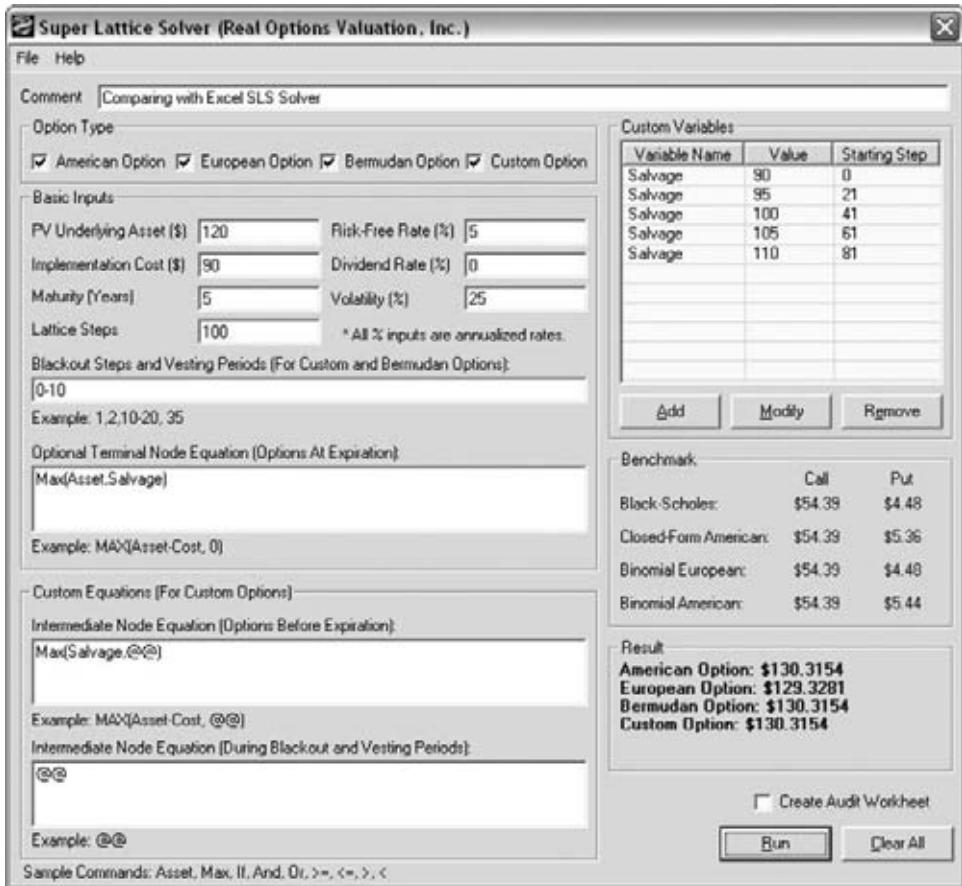 Super Lattice Solver (Real Options Valuation, Inc.)
File Help
Comment Comparing with Excel SLS Solver
Option Type
American Option European Option Bermudan Option Custom Option
Basic Inputs
PV Underlying Asset ($) 120 Risk-Free Rate (%) 5
Implementation Cost ($) 90 Dividend Rate (%) 0
Maturity (Years) 5 Volatility (%) 25
Lattice Steps 100 * All % inputs are annualized rates.
Blackout Steps and Vesting Periods (For Custom and Bermudan Options):
0-10
Example: 1,2,10-20, 35
Optional Terminal Node Equation (Options At Expiration):
Max(Asset,Salvage)
Example: MAX(Asset-Cost, 0)
Custom Equations (For Custom Options)
Intermediate Node Equation (Options Before Expiration):
Max(Salvage,@@)
Example: MAX(Asset-Cost, @@)
Intermediate Node Equation (During Blackout and Vesting Periods):
@@
Example: @@
Sample Commands: Asset, Max, If, And, Or, >=, <=, >, <
Custom Variables
Variable Name Value Starting Step
Salvage 90 0
Salvage 95 21
Salvage 100 41
Salvage 105 61
Salvage 110 81
Add Modify Remove
Benchmark
Call Put
Black-Scholes: $54.39 $4.48
Closed-Form American: $54.39 $5.36
Binomial European: $54.39 $4.48
Binomial American: $54.39 $5.44
Result
American Option: $130.3154
European Option: $129.3281
Bermudan Option: $130.3154
Custom Option: $130.3154
Create Audit Workheet
Run Clear All